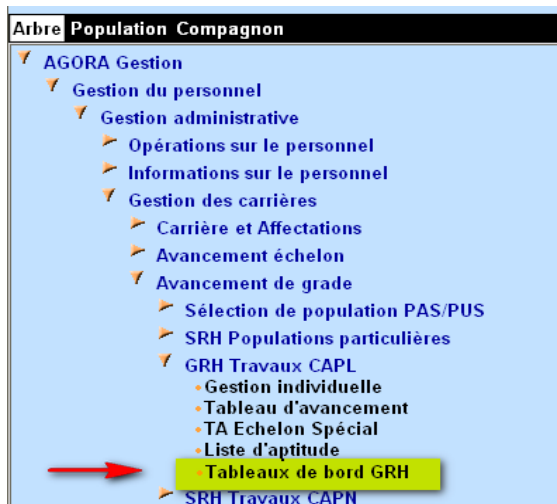 Arbre Population Compagnon
AGORA Gestion
Gestion du personnel
Gestion administrative
Opérations sur le personnel
Informations sur le personnel
Gestion des carrières
Carrière et Affectations
Avancement échelon
Avancement de grade
Sélection de population PAS/PUS
SRH Populations particulières
GRH Travaux CAPL
Gestion individuelle
Tableau d'avancement
TA Echelon Spécial
Liste d'aptitude
Tableaux de bord GRH
SRH Travaux CAPN